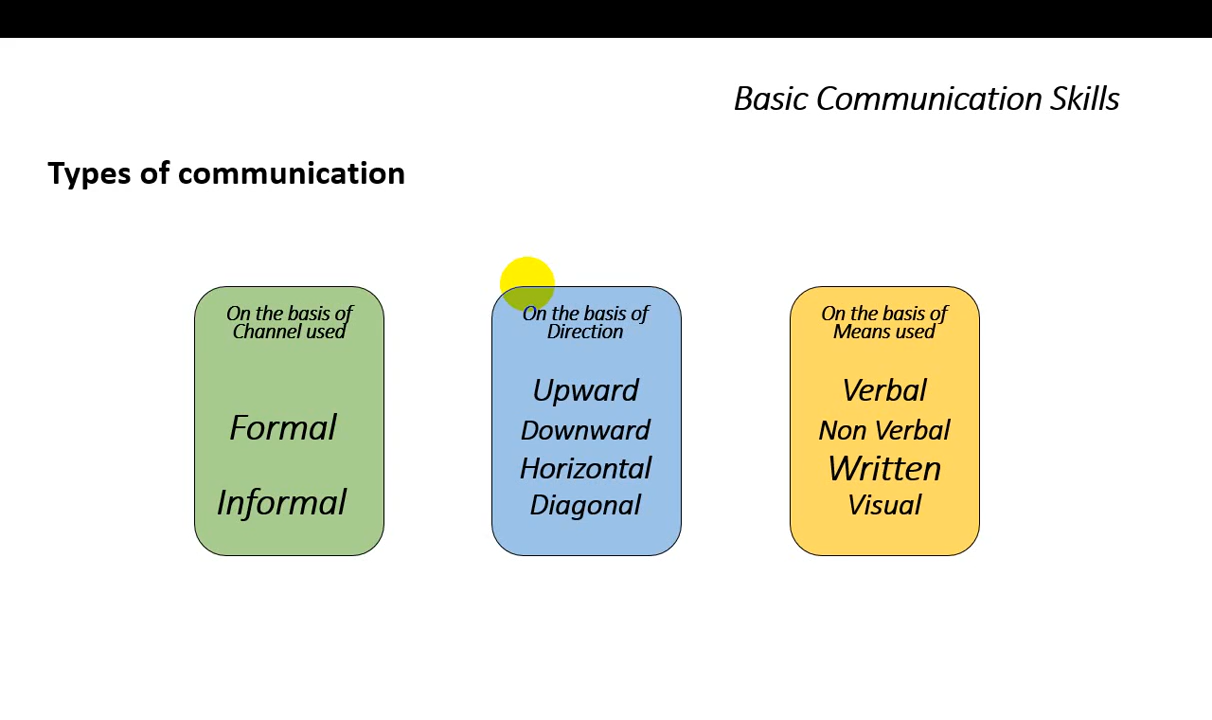 Basic Communication Skills
Types of communication
On the basis of
Channel used
Formal
Informal
On the basis of
Direction
Upward
Downward
Horizontal
Diagonal
On the basis of
Means used
Verbal
Non Verbal
Written
Visual